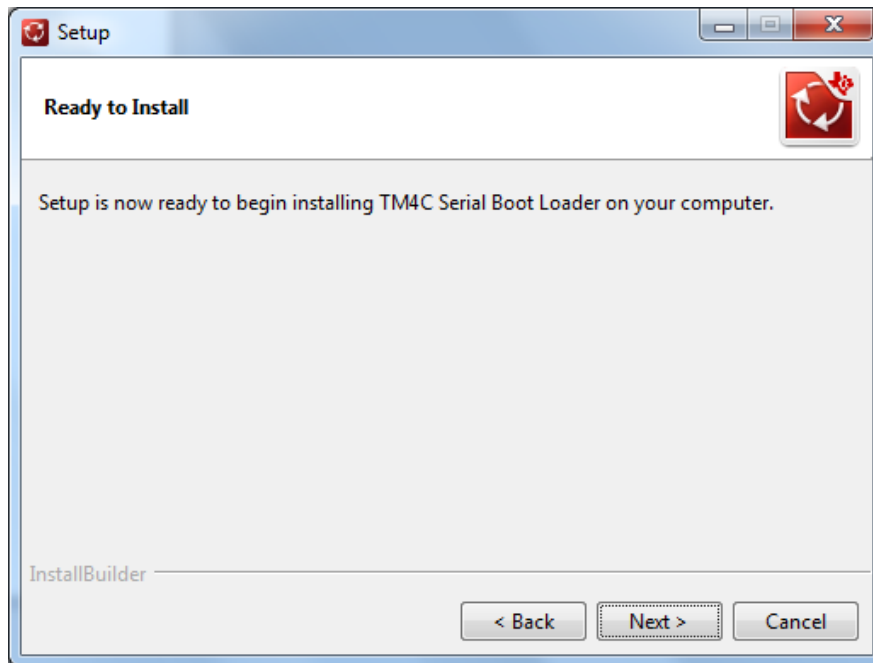 Setup
Ready to Install
Setup is now ready to begin installing TM4C Serial Boot Loader on your computer.
InstallBuilder
< Back
Next >
Cancel